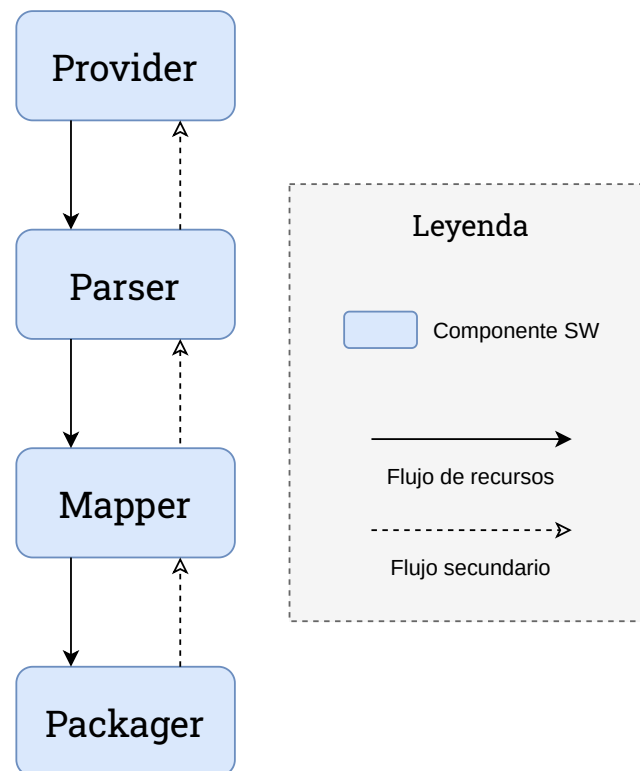 Provider
Parser
Mapper
Packager
Leyenda
Componente SW
Flujo de recursos
Flujo secundario